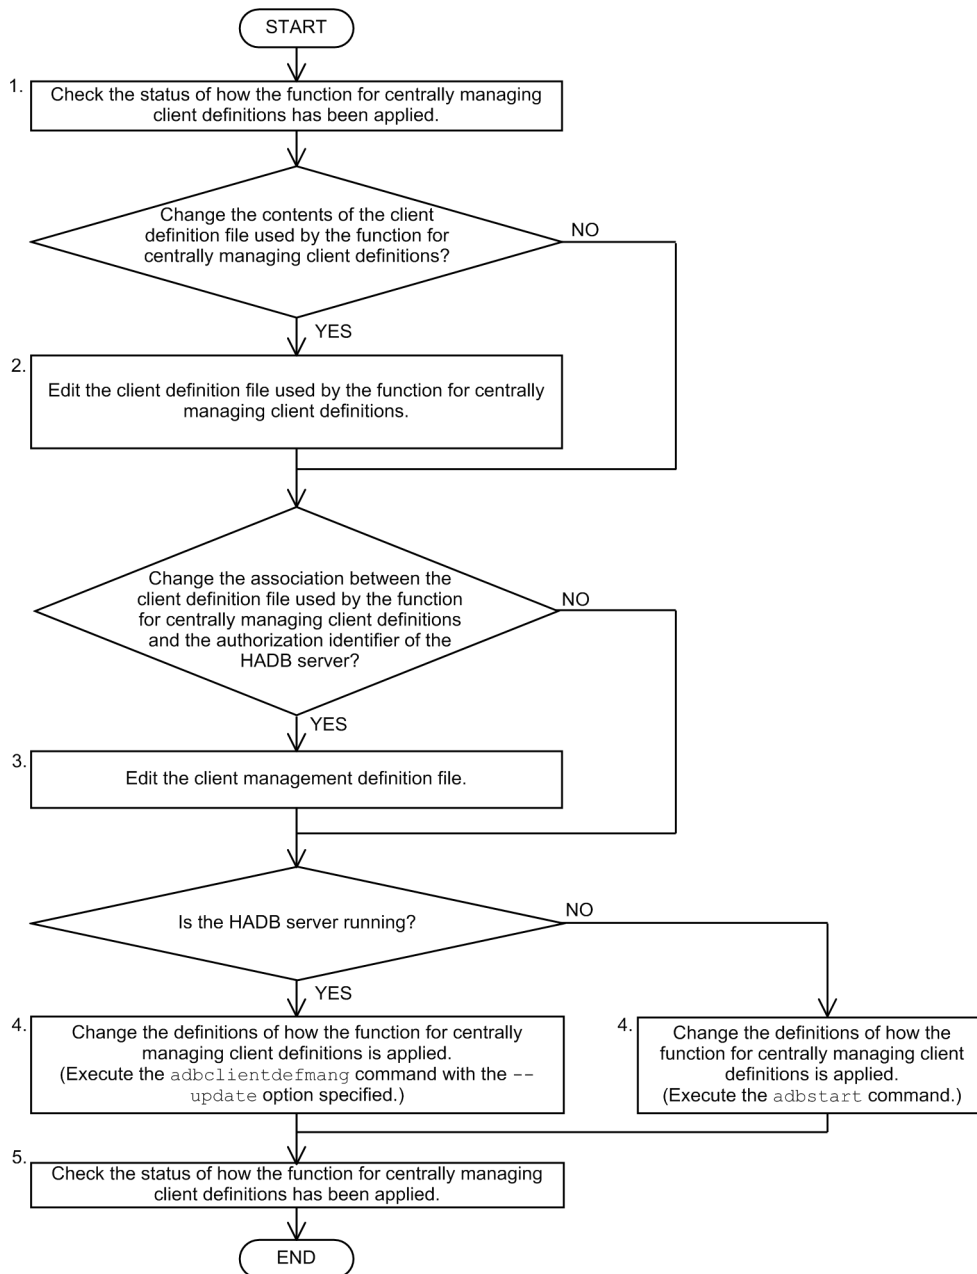 START
1.
Check the status of how the function for centrally managing
client definitions has been applied.
Change the contents of the client
definition file used by the function for
centrally managing client definitions?
NO
YES
2.
Edit the client definition file used by the function for centrally
managing client definitions.
Change the association between the
client definition file used by the function
for centrally managing client definitions
and the authorization identifier of the
HADB server?
NO
YES
3.
Edit the client management definition file.
Is the HADB server running?
NO
YES
4.
Change the definitions of how the function for centrally
managing client definitions is applied.
(Execute the adbclientdefmang command with the --
update option specified.)
4.
Change the definitions of how the
function for centrally managing client
definitions is applied.
(Execute the adbstart command.)
5.
Check the status of how the function for centrally managing
client definitions has been applied.
END